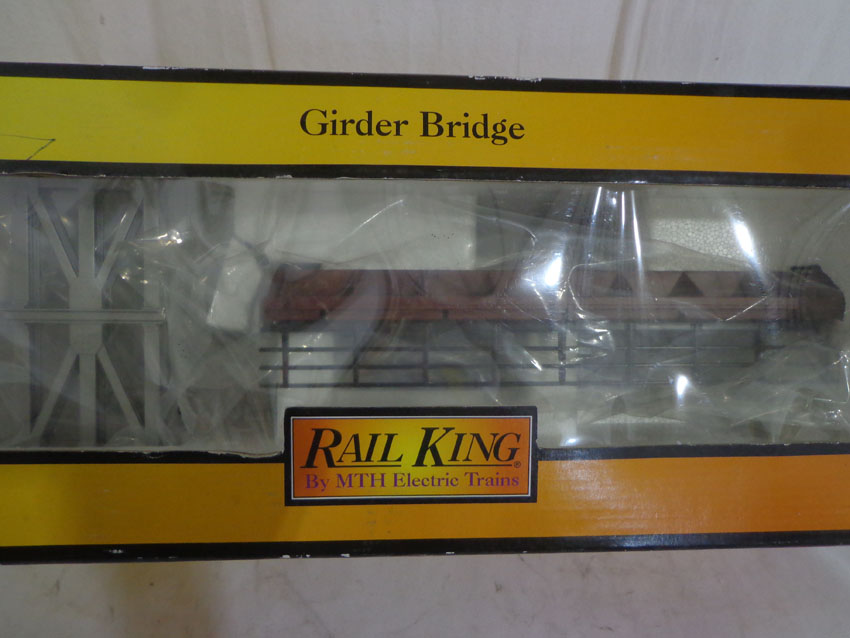 Girder Bridge
RAIL KING®
By MTH Electric Trains